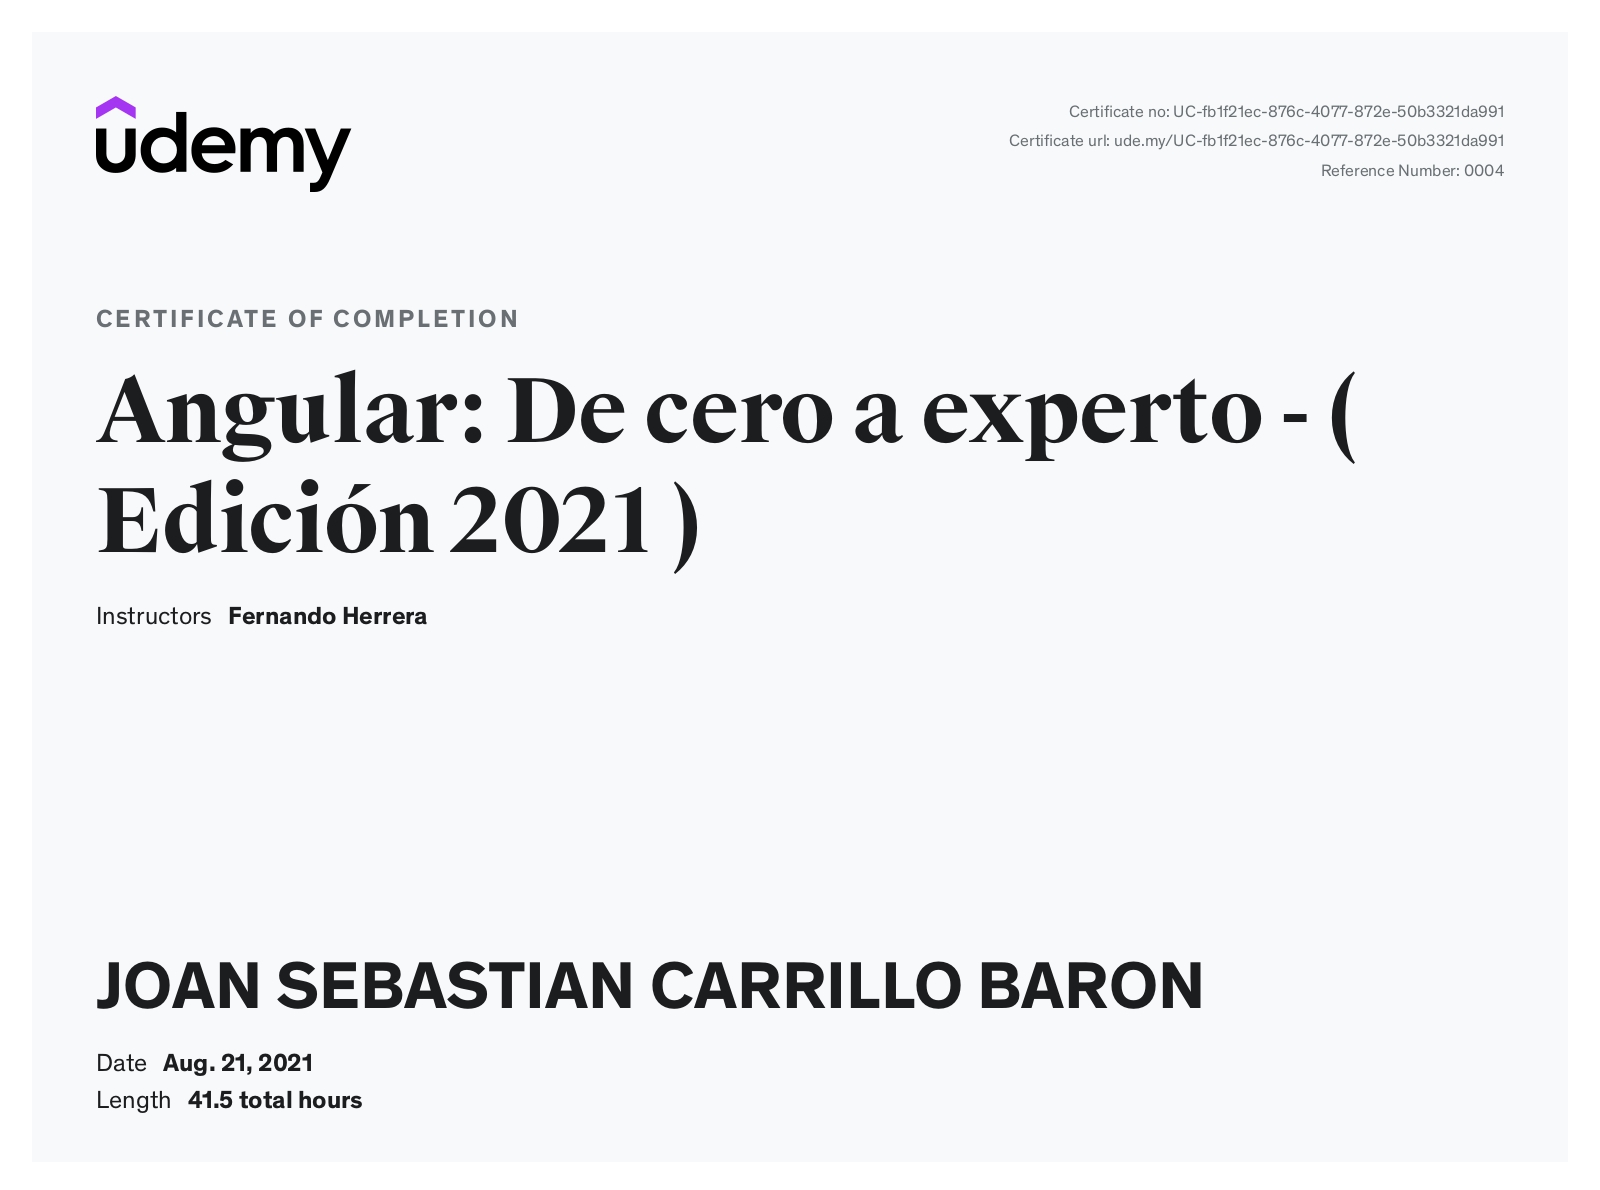 udemy
Certificate no: UC-fb1f21ec-876c-4077-872e-50b3321da991
Certificate url: ude.my/UC-fb1f21ec-876c-4077-872e-50b3321da991
Reference Number: 0004
CERTIFICATE OF COMPLETION
Angular: De cero a experto - (
Edición 2021 )
Instructors Fernando Herrera
JOAN SEBASTIAN CARRILLO BARON
Date Aug. 21, 2021
Length 41.5 total hours